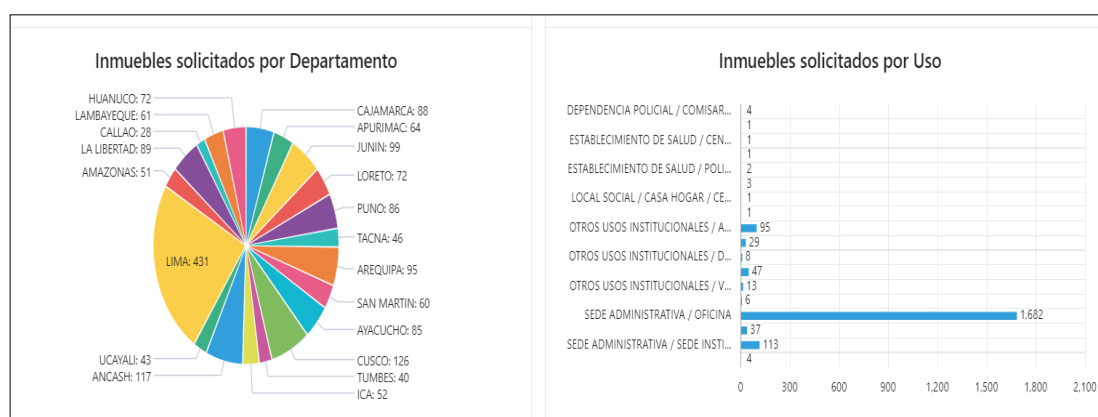 Inmuebles solicitados por Departamento
HUANUCO: 72
LAMBAYEQUE: 61
CALLAO: 28
LA LIBERTAD: 89
AMAZONAS: 51
LIMA: 431
UCAYALI: 43
ANCASH: 117
CAJAMARCA: 88
APURIMAC: 64
JUNIN: 99
LORETO: 72
PUNO: 86
TACNA: 46
AREQUIPA: 95
SAN MARTIN: 60
AYACUCHO: 85
CUSCO: 126
TUMBES: 40
ICA: 52
Inmuebles solicitados por Uso
DEPENDENCIA POLICIAL / COMISAR... 4
1
ESTABLECIMIENTO DE SALUD / CEN... 1
1
ESTABLECIMIENTO DE SALUD / POLI... 2
3
LOCAL SOCIAL / CASA HOGAR / CE... 1
1
OTROS USOS INSTITUCIONALES / A... 95
29
OTROS USOS INSTITUCIONALES / D... 8
47
OTROS USOS INSTITUCIONALES / V... 13
6
SEDE ADMINISTRATIVA / OFICINA 1,682
37
SEDE ADMINISTRATIVA / SEDE INSTI... 113
4
0 300 600 900 1,200 1,500 1,800 2,100